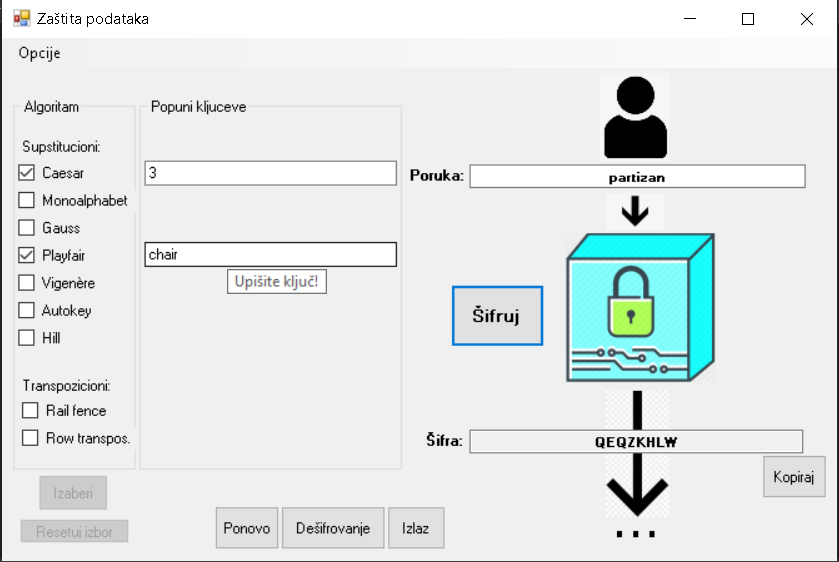 Zaštita podataka
Opcije
Algoritam
Supstitucioni:
Caesar
Monoalphabet
Gauss
Playfair
Vigenère
Autokey
Hill
Transpozicioni:
Rail fence
Row transpos.
Izaberi
Resetuj izbor
Popuni kljuceve
3
chair
Upišite ključ!
Ponovo
Dešifrovanje
Izlaz
Poruka: partizan
Šifruj
Šifra: QEQZKHLW
Kopiraj
...